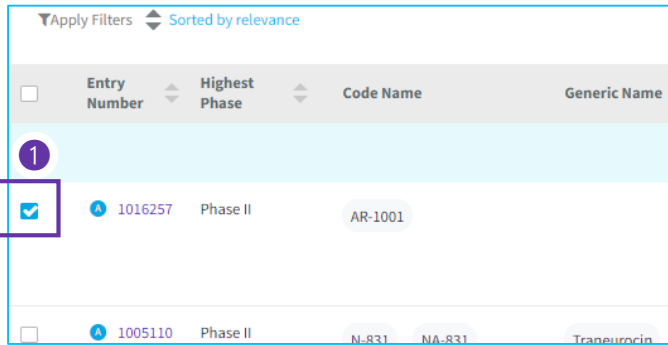 Apply Filters Sorted by relevance
Entry Number Highest Phase Code Name Generic Name
1
A 1016257 Phase II AR-1001
A 1005110 Phase II N-831 NA-831 Traneurocin